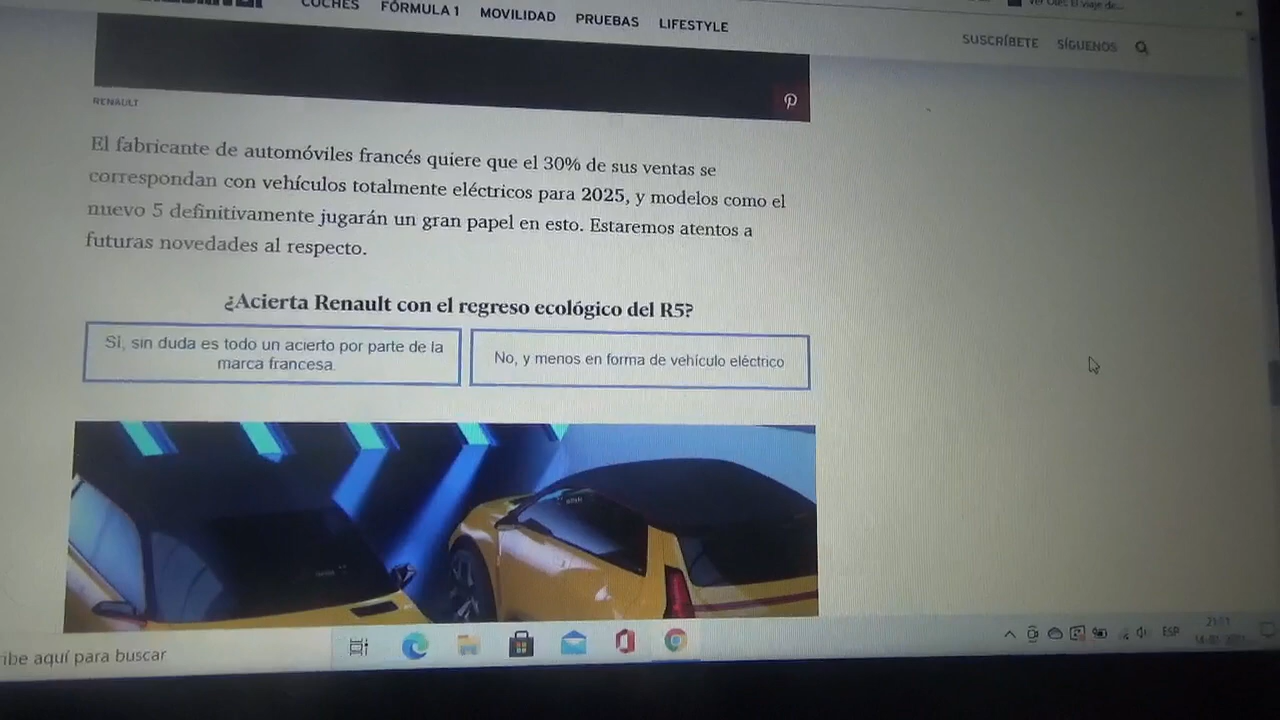 COCHES FÓRMULA 1 MOVILIDAD PRUEBAS LIFESTYLE
SUSCRÍBETE SÍGUENOS
RENAULT
El fabricante de automóviles francés quiere que el 30% de sus ventas se
correspondan con vehículos totalmente eléctricos para 2025, y modelos como el
nuevo 5 definitivamente jugarán un gran papel en esto. Estaremos atentos a
futuras novedades al respecto.
¿Acierta Renault con el regreso ecológico del R5?
Sí, sin duda es todo un acierto por parte de la
marca francesa.
No, y menos en forma de vehículo eléctrico
ribe aquí para buscar
ESP